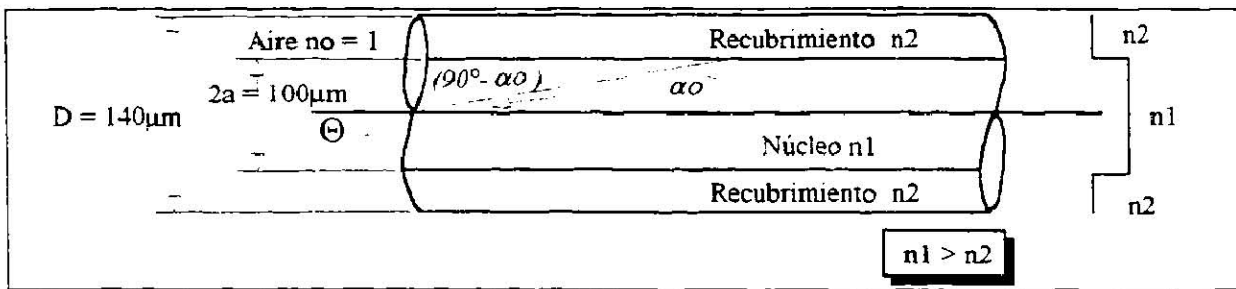 Aire no = 1
Recubrimiento n2
n2
(90°- αo)
αo
2a = 100µm
D = 140µm
n1
Θ
Núcleo n1
Recubrimiento n2
n2
n1 > n2